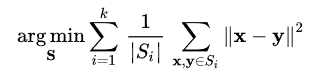 arg min_S ∑_{i=1}^{k} 1/|S_i| ∑_{x,y∈S_i} ‖x − y‖²